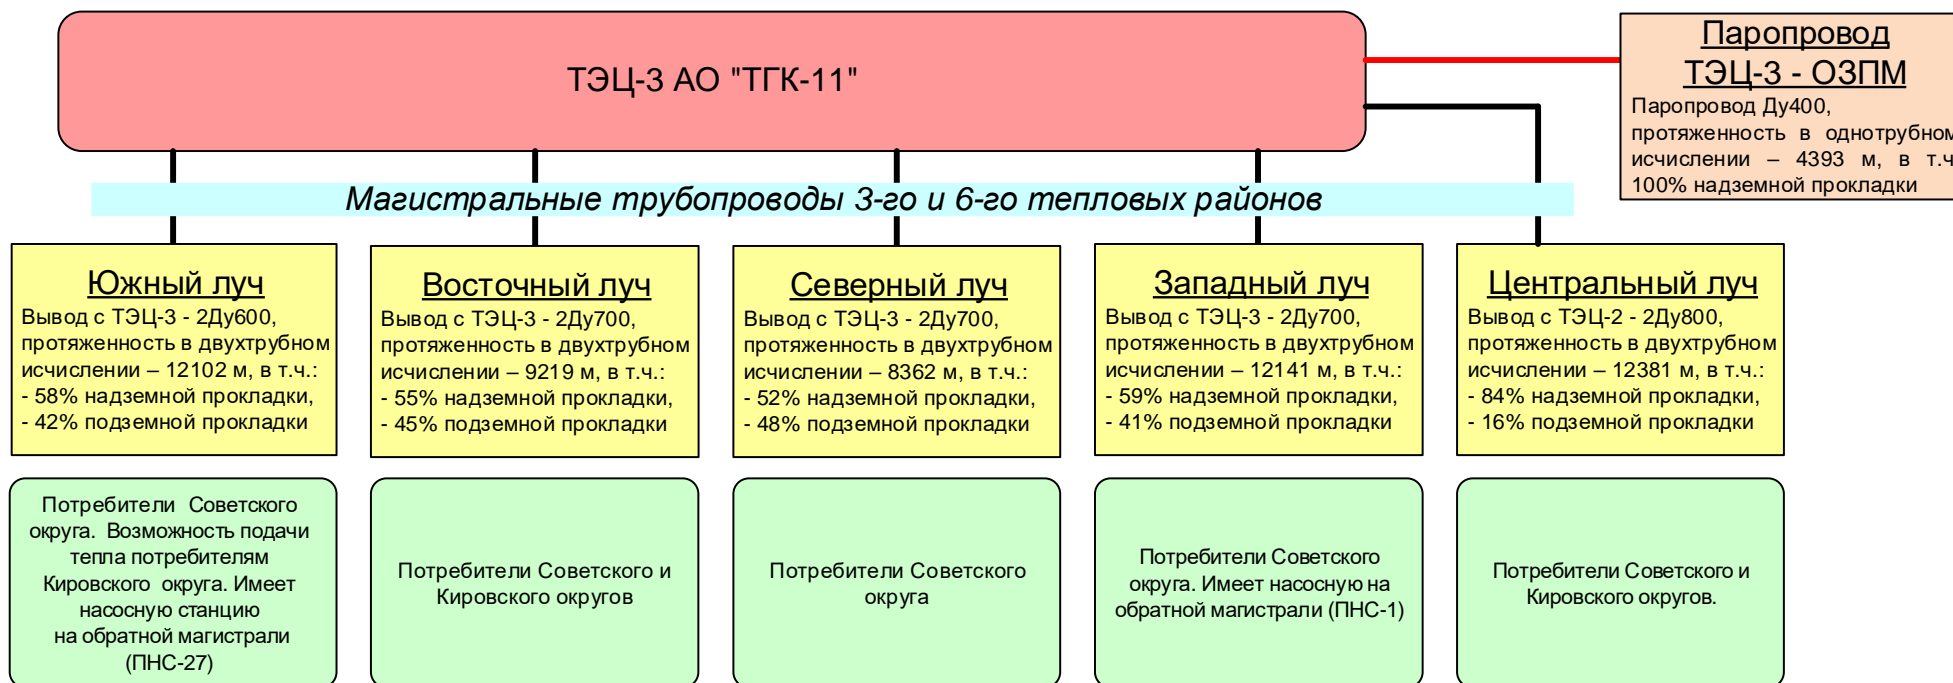 ТЭЦ-3 АО "ТГК-11"
Паропровод
ТЭЦ-3 - ОЗПМ
Паропровод Ду400,
протяженность в однотрубном
исчислении – 4393 м, в т.ч
100% надземной прокладки
Магистральные трубопроводы 3-го и 6-го тепловых районов
Южный луч
Вывод с ТЭЦ-3 - 2Ду600,
протяженность в двухтрубном
исчислении – 12102 м, в т.ч.:
- 58% надземной прокладки,
- 42% подземной прокладки
Восточный луч
Вывод с ТЭЦ-3 - 2Ду700,
протяженность в двухтрубном
исчислении – 9219 м, в т.ч.:
- 55% надземной прокладки,
- 45% подземной прокладки
Северный луч
Вывод с ТЭЦ-3 - 2Ду700,
протяженность в двухтрубном
исчислении – 8362 м, в т.ч.:
- 52% надземной прокладки,
- 48% подземной прокладки
Западный луч
Вывод с ТЭЦ-3 - 2Ду700,
протяженность в двухтрубном
исчислении – 12141 м, в т.ч.:
- 59% надземной прокладки,
- 41% подземной прокладки
Центральный луч
Вывод с ТЭЦ-2 - 2Ду800,
протяженность в двухтрубном
исчислении – 12381 м, в т.ч.:
- 84% надземной прокладки,
- 16% подземной прокладки
Потребители Советского
округа. Возможность подачи
тепла потребителям
Кировского округа. Имеет
насосную станцию
на обратной магистрали
(ПНС-27)
Потребители Советского и
Кировского округов
Потребители Советского
округа
Потребители Советского
округа. Имеет насосную на
обратной магистрали (ПНС-1)
Потребители Советского и
Кировского округов.